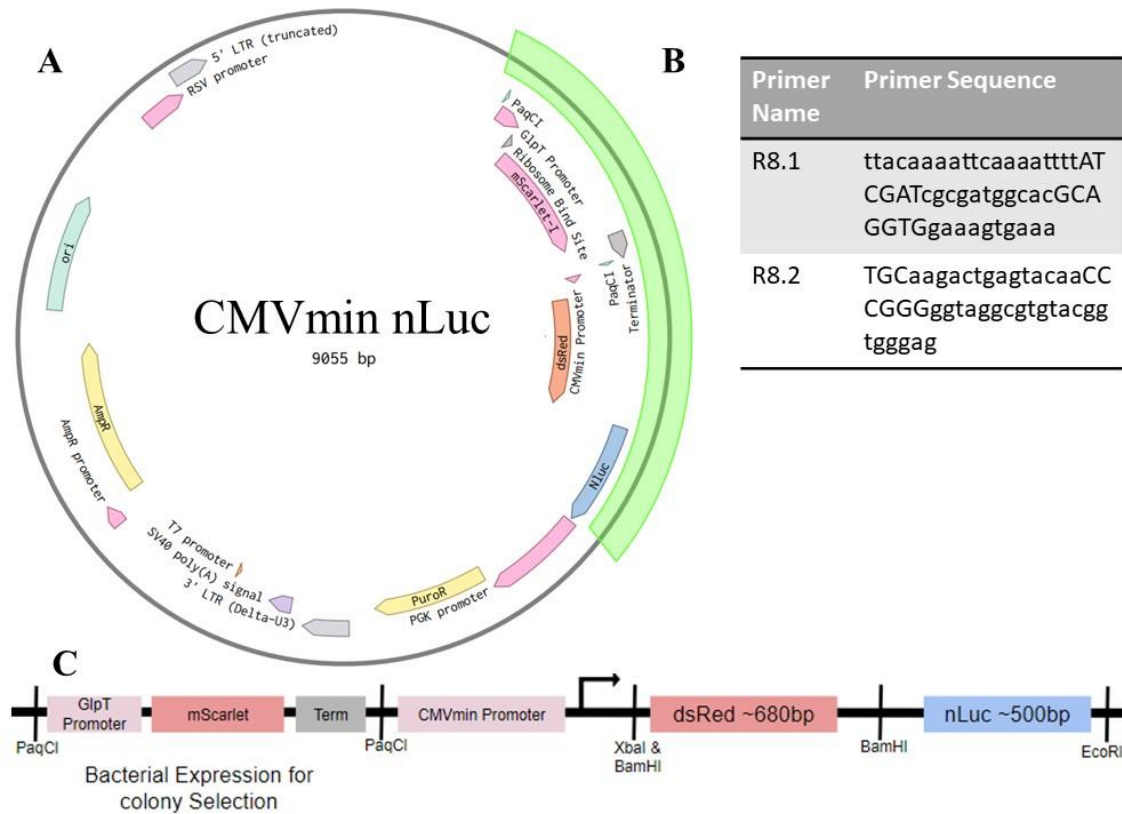 A
B
5' LTR (truncated)
RSV promoter
PaqCI
GlpT Promoter
Ribosome Bind Site
mScarlet-I
Terminator
PaqCI
CMVmin Promoter
dsRed
ori
CMVmin nLuc
9055 bp
AmpR
AmpR promoter
Nluc
T7 promoter
SV40 poly(A) signal
3' LTR (Delta-U3)
PuroR
PGK promoter
Primer Name
Primer Sequence
R8.1
ttacaaaattcaaaattttAT
CGATcgcgatggcacGCA
GGTGgaaagtgaaa
R8.2
TGCaagactgagtacaaCC
CGGGGggtaggcgtgtacgg
tgggag
C
GlpT
Promoter
mScarlet
Term
CMVmin Promoter
dsRed ~680bp
nLuc ~500bp
PaqCI
PaqCI
XbaI &
BamHI
BamHI
EcoRI
Bacterial Expression for
colony Selection